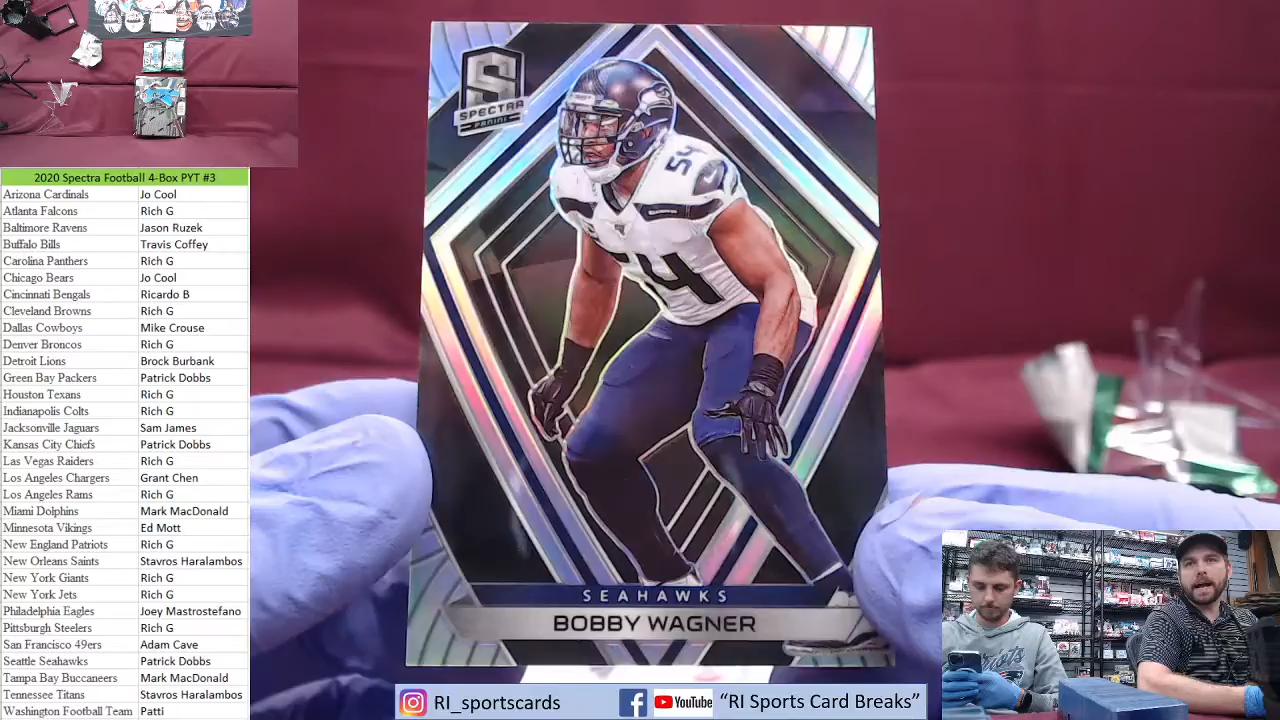 S
SPECTRA
PANINI
54
54
SEAHAWKS
BOBBY WAGNER
2020 Spectra Football 4-Box PYT #3
Arizona Cardinals Jo Cool
Atlanta Falcons Rich G
Baltimore Ravens Jason Ruzek
Buffalo Bills Travis Coffey
Carolina Panthers Rich G
Chicago Bears Jo Cool
Cincinnati Bengals Ricardo B
Cleveland Browns Rich G
Dallas Cowboys Mike Crouse
Denver Broncos Rich G
Detroit Lions Brock Burbank
Green Bay Packers Patrick Dobbs
Houston Texans Rich G
Indianapolis Colts Rich G
Jacksonville Jaguars Sam James
Kansas City Chiefs Patrick Dobbs
Las Vegas Raiders Rich G
Los Angeles Chargers Grant Chen
Los Angeles Rams Rich G
Miami Dolphins Mark MacDonald
Minnesota Vikings Ed Mott
New England Patriots Rich G
New Orleans Saints Stavros Haralambos
New York Giants Rich G
New York Jets Rich G
Philadelphia Eagles Joey Mastrostefano
Pittsburgh Steelers Rich G
San Francisco 49ers Adam Cave
Seattle Seahawks Patrick Dobbs
Tampa Bay Buccaneers Mark MacDonald
Tennessee Titans Stavros Haralambos
Washington Football Team Patti
RI_sportscards YouTube "RI Sports Card Breaks"